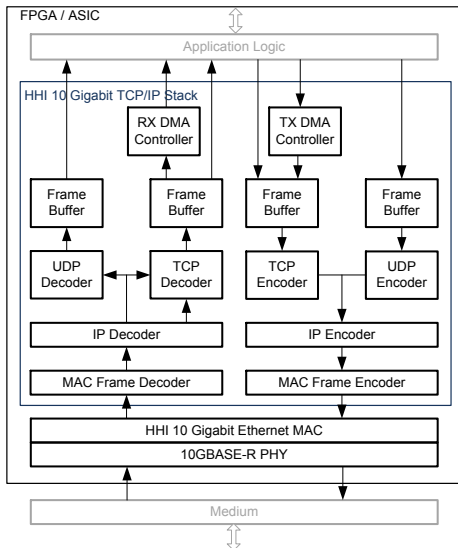 FPGA / ASIC
Application Logic
HHI 10 Gigabit TCP/IP Stack
RX DMA
Controller
TX DMA
Controller
Frame
Buffer
Frame
Buffer
Frame
Buffer
Frame
Buffer
UDP
Decoder
TCP
Decoder
TCP
Encoder
UDP
Encoder
IP Decoder
IP Encoder
MAC Frame Decoder
MAC Frame Encoder
HHI 10 Gigabit Ethernet MAC
10GBASE-R PHY
Medium